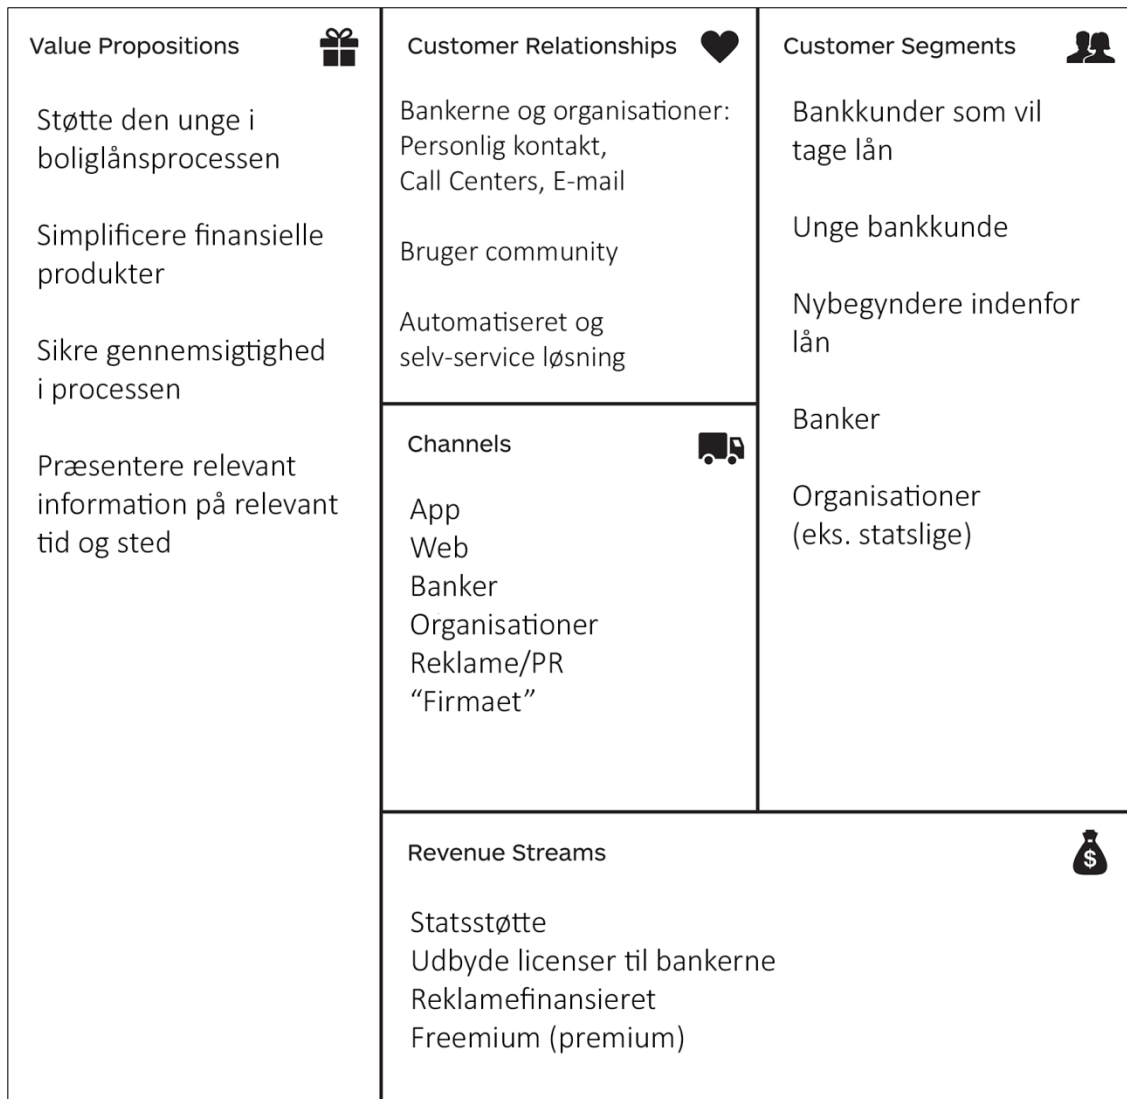 Value Propositions
Støtte den unge i
boliglånsprocessen
Simplificere finansielle
produkter
Sikre gennemsigtighed
i processen
Præsentere relevant
information på relevant
tid og sted
Customer Relationships
Bankerne og organisationer:
Personlig kontakt,
Call Centers, E-mail
Bruger community
Automatiseret og
selv-service løsning
Channels
App
Web
Banker
Organisationer
Reklame/PR
“Firmaet”
Customer Segments
Bankkunder som vil
tage lån
Unge bankkunde
Nybegyndere indenfor
lån
Banker
Organisationer
(eks. statslige)
Revenue Streams
$
Statsstøtte
Udbyde licenser til bankerne
Reklamefinansieret
Freemium (premium)